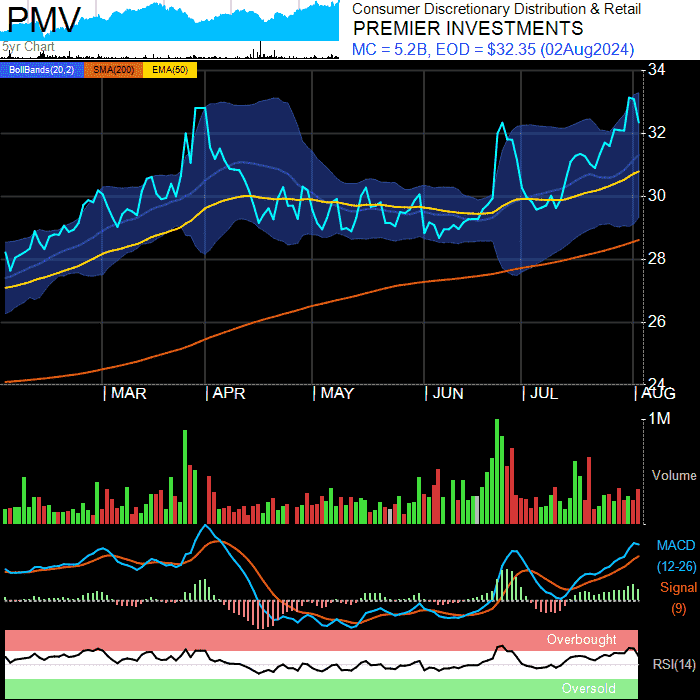 PMV
5yr Chart
Consumer Discretionary Distribution & Retail
PREMIER INVESTMENTS
MC = 5.2B, EOD = $32.35 (02Aug2024)
BollBands(20,2) SMA(200) EMA(50)
34
32
30
28
26
24
MAR APR MAY JUN JUL AUG
1M
Volume
MACD
(12-26)
Signal
(9)
Overbought
RSI(14)
Oversold